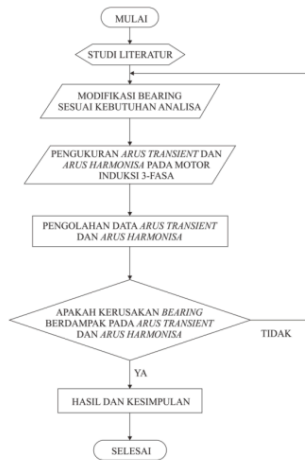 MULAI
STUDI LITERATUR
MODIFIKASI BEARING
SESUAI KEBUTUHAN ANALISA
PENGUKURAN ARUS TRANSIENT DAN
ARUS HARMONISA PADA MOTOR
INDUKSI 3-FASA
PENGOLAHAN DATA ARUS TRANSIENT
DAN ARUS HARMONISA
APAKAH KERUSAKAN BEARING
BERDAMPAK PADA ARUS TRANSIENT
DAN ARUS HARMONISA
TIDAK
YA
HASIL DAN KESIMPULAN
SELESAI